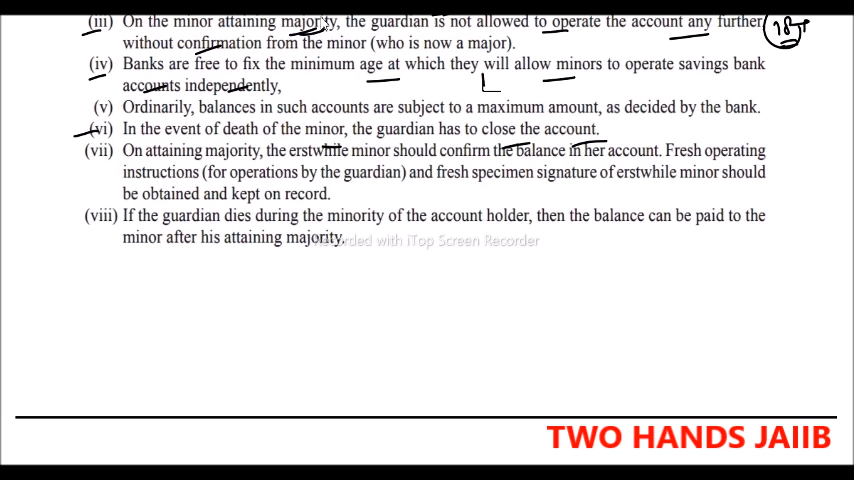 (iii) On the minor attaining majority, the guardian is not allowed to operate the account any further
without confirmation from the minor (who is now a major).
(iv) Banks are free to fix the minimum age at which they will allow minors to operate savings bank
accounts independently,
(v) Ordinarily, balances in such accounts are subject to a maximum amount, as decided by the bank.
(vi) In the event of death of the minor, the guardian has to close the account.
(vii) On attaining majority, the erstwhile minor should confirm the balance in her account. Fresh operating
instructions (for operations by the guardian) and fresh specimen signature of erstwhile minor should
be obtained and kept on record.
(viii) If the guardian dies during the minority of the account holder, then the balance can be paid to the
minor after his attaining majority.
Recorded with iTop Screen Recorder
TWO HANDS JAIIB